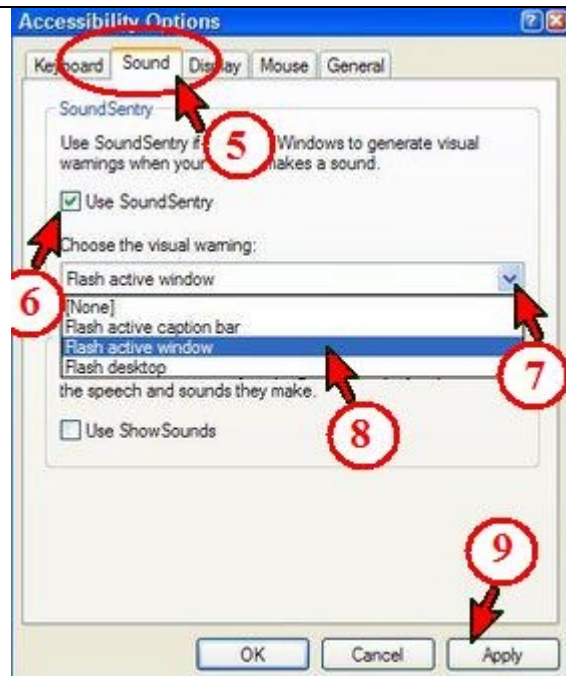 Accessibility Options
Keyboard Sound Display Mouse General
SoundSentry
5
Use SoundSentry if Windows to generate visual
warnings when your makes a sound.
Use SoundSentry
6
Choose the visual warning:
Flash active window
[None]
Flash active caption bar
Flash active window
Flash desktop
7
the speech and sounds they make.
8
Use ShowSounds
9
OK Cancel Apply